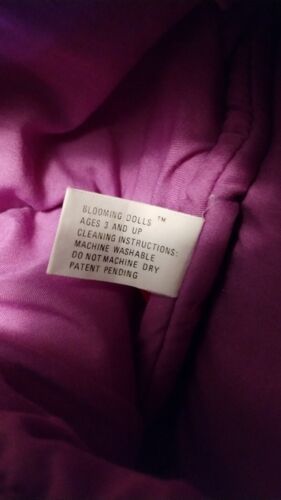 BLOOMING DOLLS ™
AGES 3 AND UP
CLEANING INSTRUCTIONS:
MACHINE WASHABLE
DO NOT MACHINE DRY
PATENT PENDING